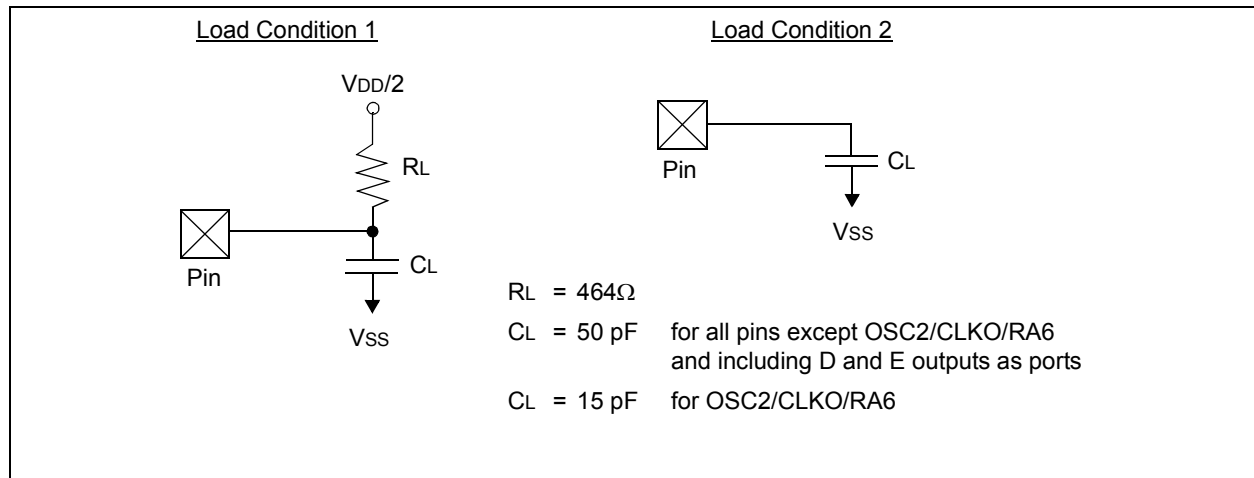 Load Condition 1
VDD/2
RL
Pin
CL
VSS
Load Condition 2
Pin
CL
VSS
RL = 464Ω
CL = 50 pF for all pins except OSC2/CLKO/RA6
and including D and E outputs as ports
CL = 15 pF for OSC2/CLKO/RA6